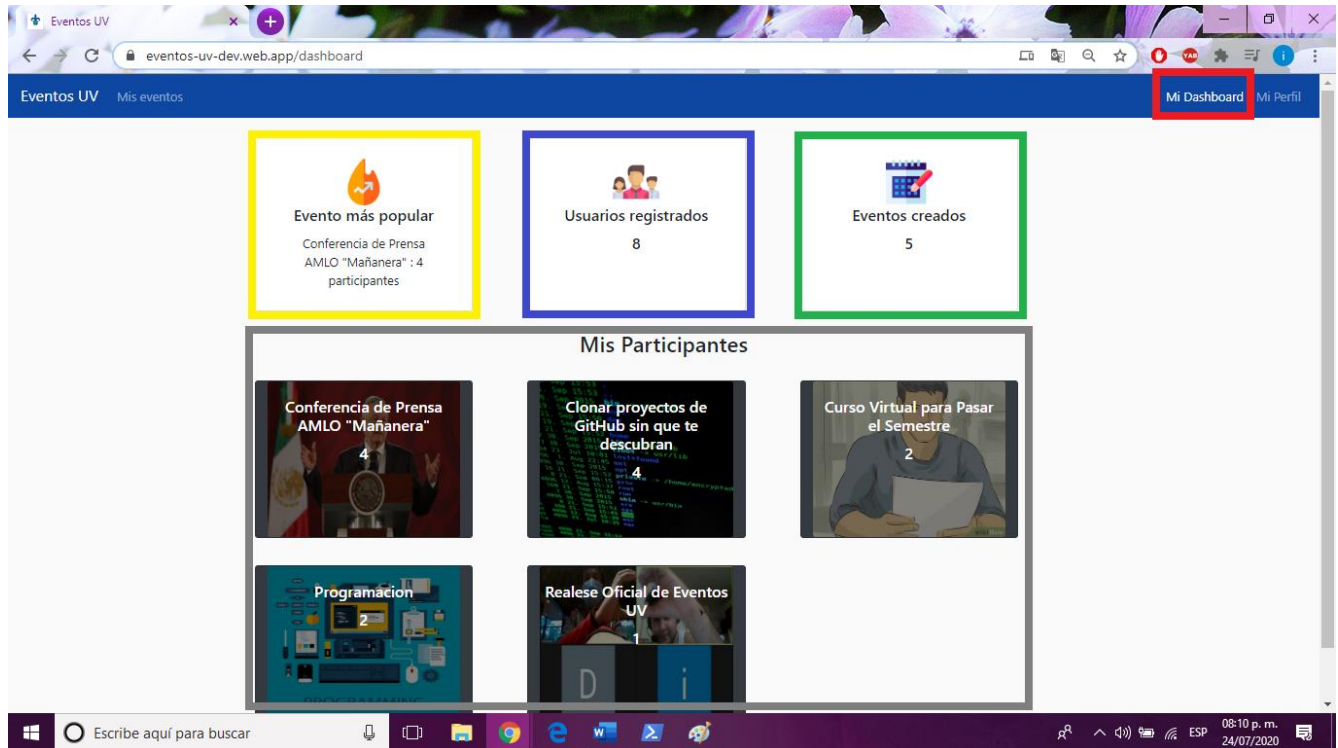 Eventos UV
eventos-uv-dev.web.app/dashboard
Eventos UV Mis eventos Mi Dashboard Mi Perfil
Evento más popular
Conferencia de Prensa
AMLO "Mañanera" : 4
participantes
Usuarios registrados
8
Eventos creados
5
Mis Participantes
Conferencia de Prensa
AMLO "Mañanera"
4
Clonar proyectos de
GitHub sin que te
descubran
4
Curso Virtual para Pasar
el Semestre
2
Programacion
2
Realese Oficial de Eventos
UV
1
D i
Escribe aquí para buscar
ESP
08:10 p. m.
24/07/2020